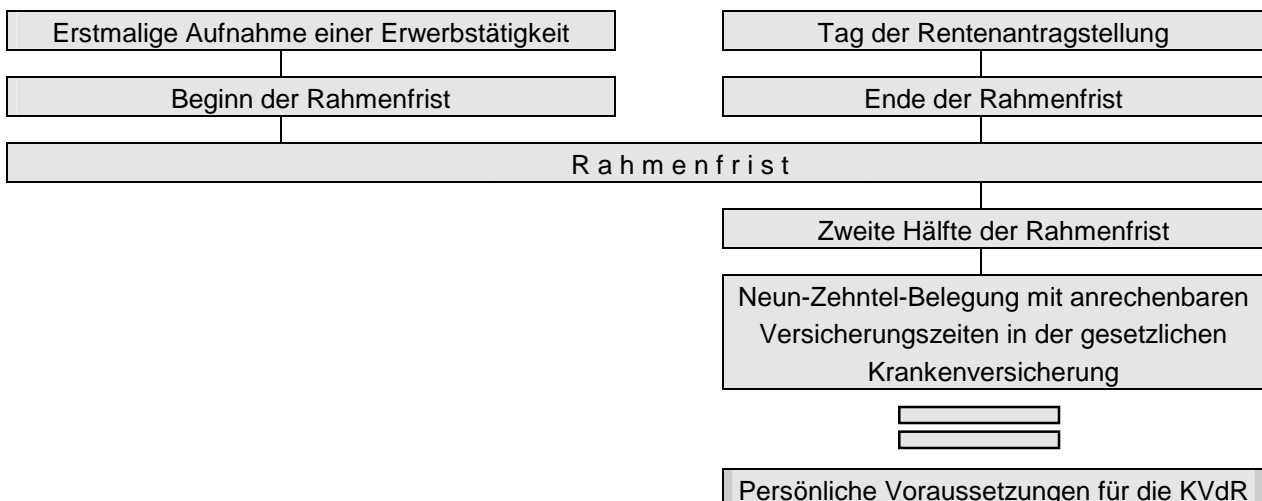 Erstmalige Aufnahme einer Erwerbstätigkeit
Tag der Rentenantragstellung
Beginn der Rahmenfrist
Ende der Rahmenfrist
R a h m e n f r i s t
Zweite Hälfte der Rahmenfrist
Neun-Zehntel-Belegung mit anrechenbaren
Versicherungszeiten in der gesetzlichen
Krankenversicherung
Persönliche Voraussetzungen für die KVdR